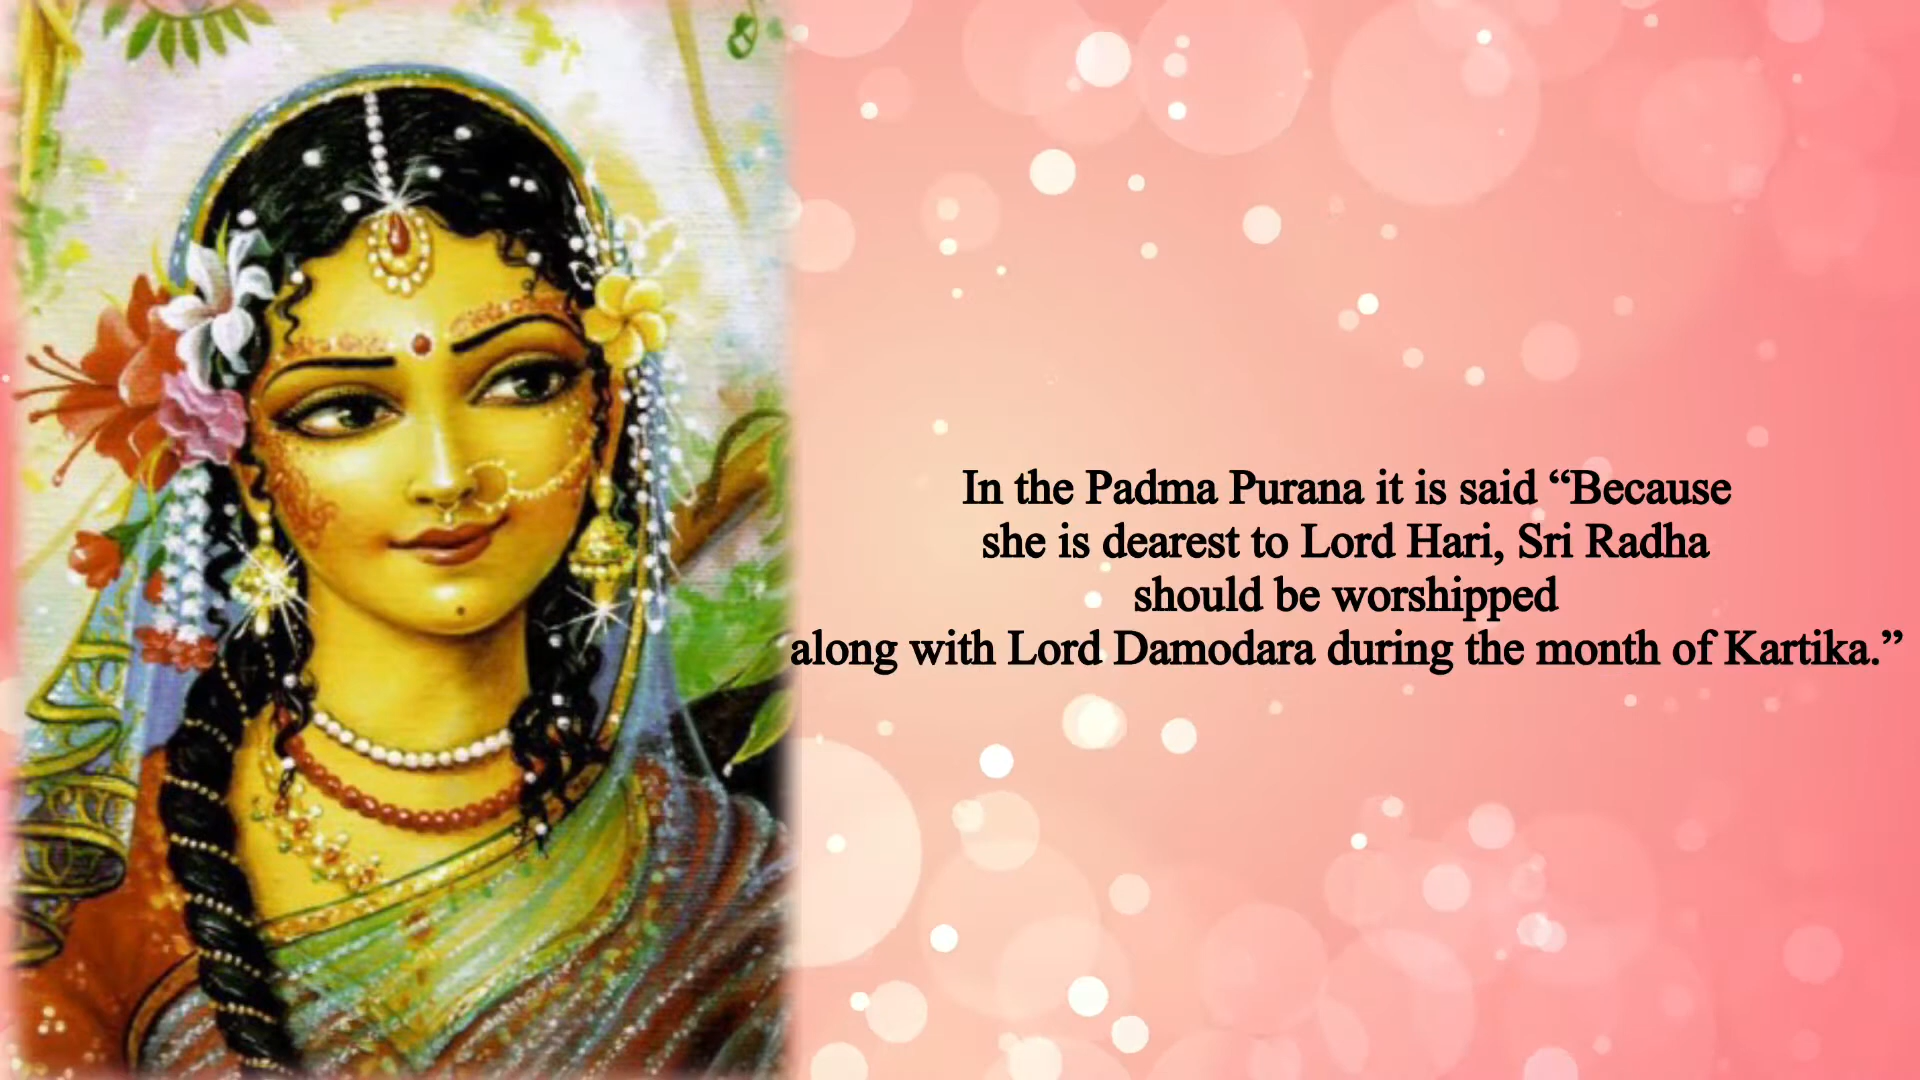 In the Padma Purana it is said “Because
she is dearest to Lord Hari, Sri Radha
should be worshipped
along with Lord Damodara during the month of Kartika.”